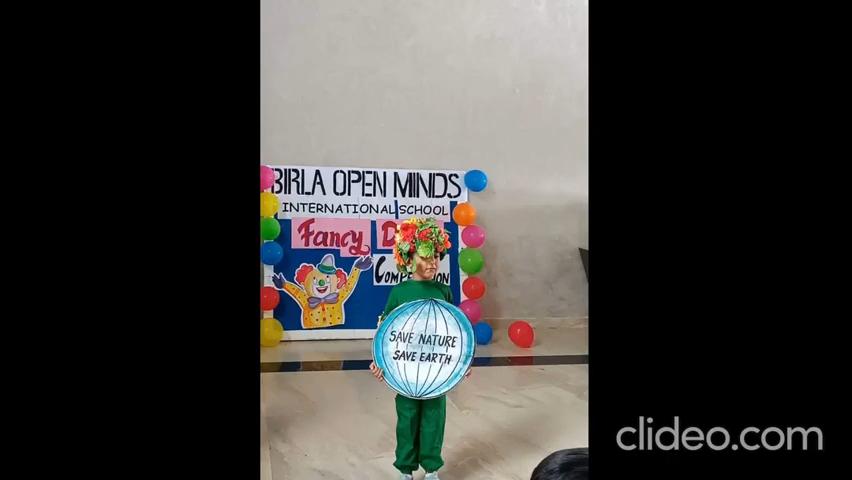 BIRLA OPEN MINDS
INTERNATIONAL SCHOOL
Fancy
SAVE NATURE
SAVE EARTH
clideo.com